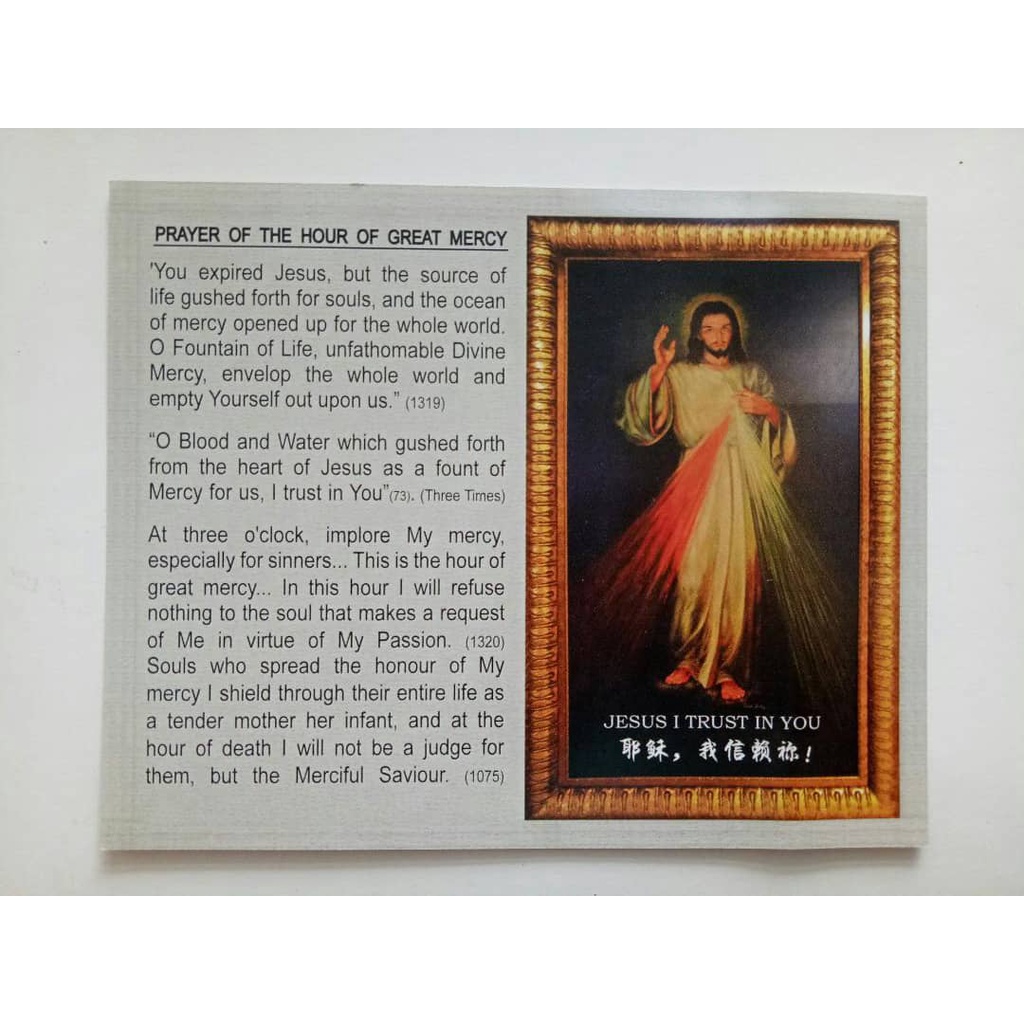 PRAYER OF THE HOUR OF GREAT MERCY
'You expired Jesus, but the source of
life gushed forth for souls, and the ocean
of mercy opened up for the whole world.
O Fountain of Life, unfathomable Divine
Mercy, envelop the whole world and
empty Yourself out upon us.” (1319)
“O Blood and Water which gushed forth
from the heart of Jesus as a fount of
Mercy for us, I trust in You”(73). (Three Times)
At three o'clock, implore My mercy,
especially for sinners... This is the hour of
great mercy... In this hour I will refuse
nothing to the soul that makes a request
of Me in virtue of My Passion. (1320)
Souls who spread the honour of My
mercy I shield through their entire life as
a tender mother her infant, and at the
hour of death I will not be a judge for
them, but the Merciful Saviour. (1075)
JESUS I TRUST IN YOU
耶稣，我信赖祢！